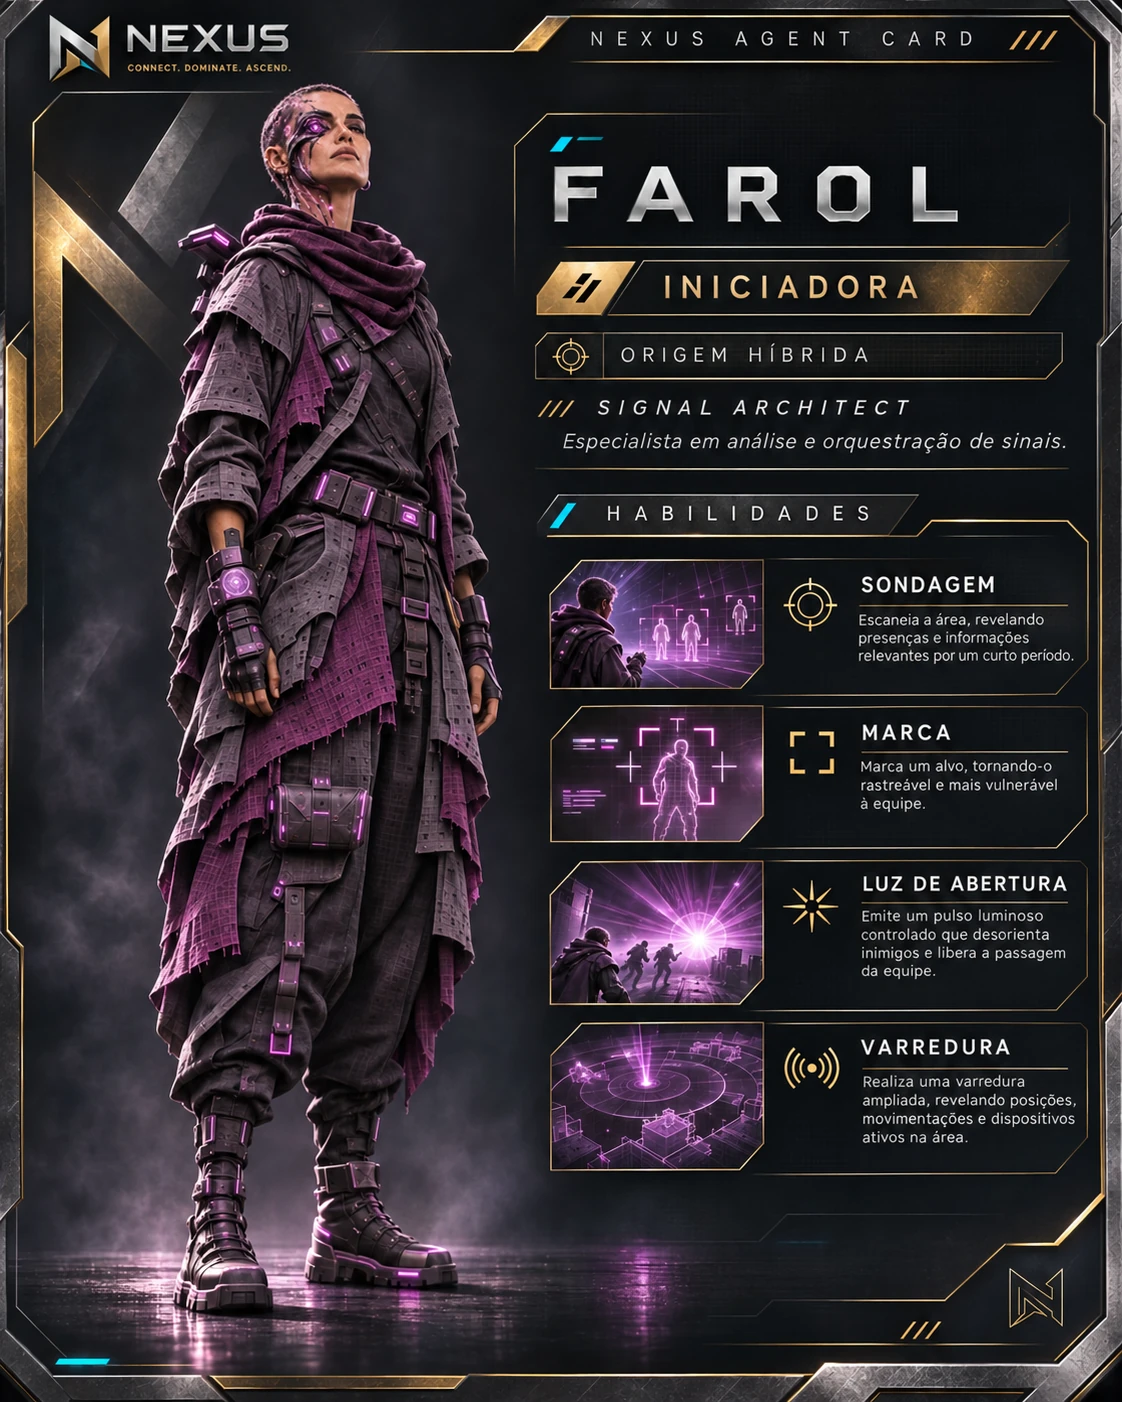 NEXUS
CONNECT. DOMINATE. ASCEND.
NEXUS AGENT CARD
FAROL
INICIADORA
ORIGEM HÍBRIDA
SIGNAL ARCHITECT
Especialista em análise e orquestração de sinais.
HABILIDADES
SONDAGEM
Escaneia a área, revelando
presenças e informações
relevantes por um curto período.
MARCA
Marca um alvo, tornando-o
rastreável e mais vulnerável
à equipe.
LUZ DE ABERTURA
Emite um pulso luminoso
controlado que desorienta
inimigos e libera a passagem
da equipe.
VARREDURA
Realiza uma varredura
ampliada, revelando posições,
movimentações e dispositivos
ativos na área.